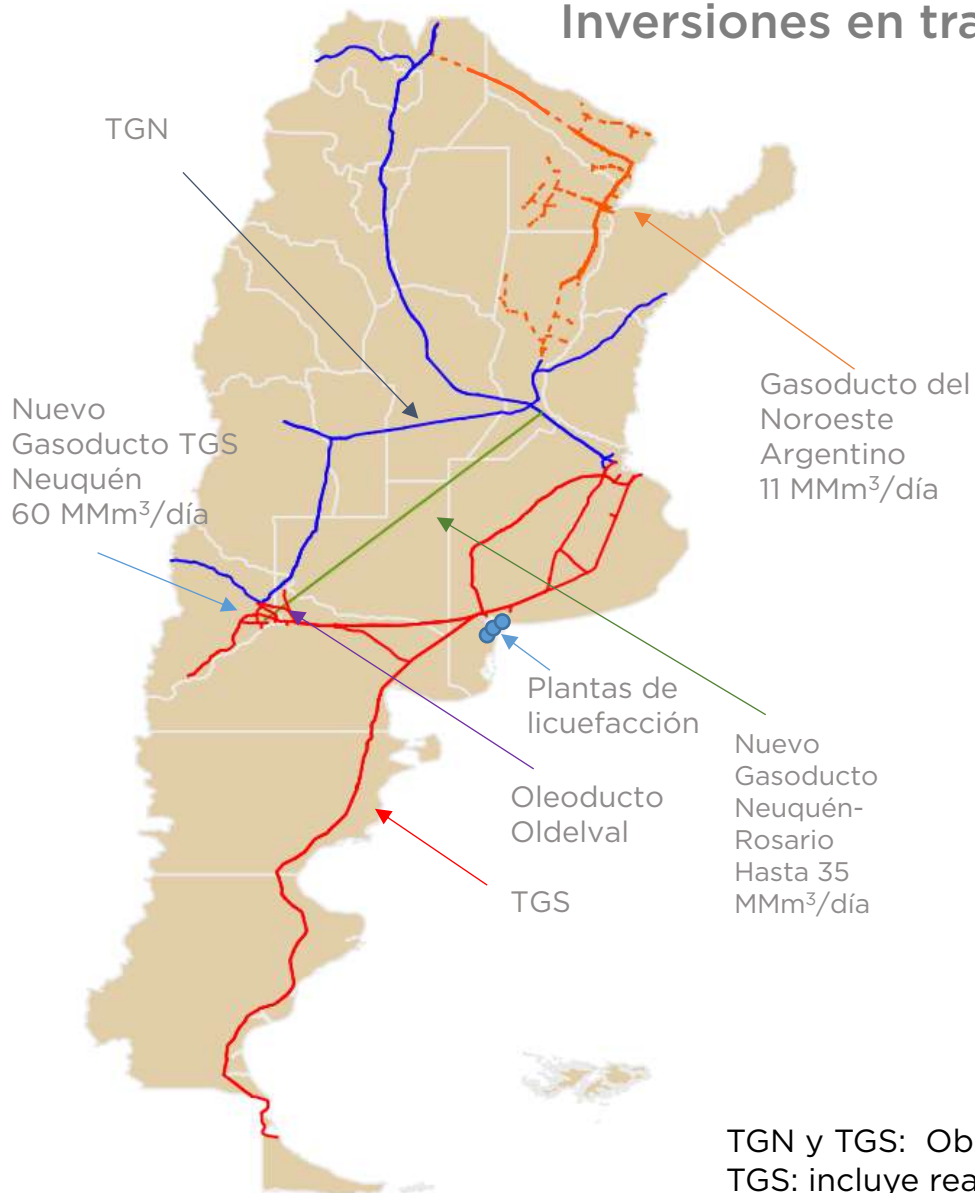 Inversiones en tra
TGN
Nuevo
Gasoducto TGS
Neuquén
60 MMm³/día
Gasoducto del
Noroeste
Argentino
11 MMm³/día
Plantas de
licuefacción
Oleoducto
Oldelval
TGS
Nuevo
Gasoducto
Neuquén-
Rosario
Hasta 35
MMm³/día
TGN y TGS: Ob
TGS: incluye rea